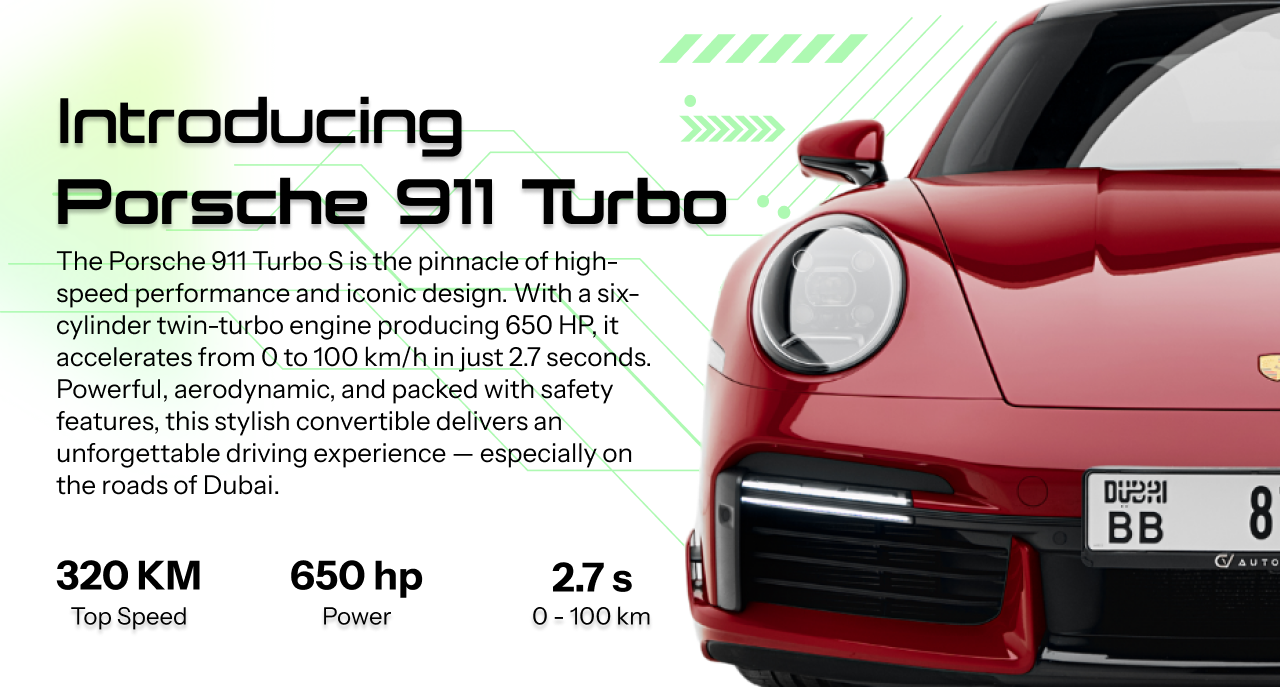 Introducing
Porsche 911 Turbo
The Porsche 911 Turbo S is the pinnacle of high-
speed performance and iconic design. With a six-
cylinder twin-turbo engine producing 650 HP, it
accelerates from 0 to 100 km/h in just 2.7 seconds.
Powerful, aerodynamic, and packed with safety
features, this stylish convertible delivers an
unforgettable driving experience — especially on
the roads of Dubai.
320 KM
Top Speed
650 hp
Power
2.7 s
0 - 100 km
DUBAI
BB
8
AUTO